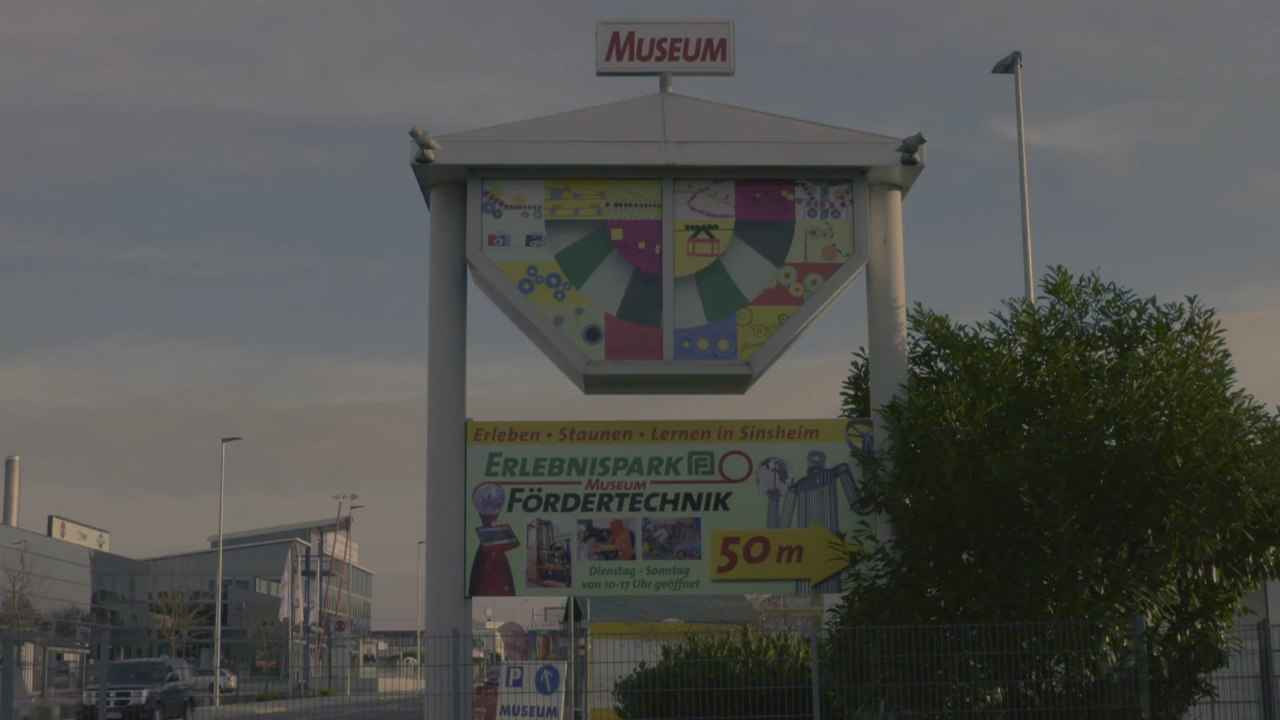 MUSEUM
Erleben • Staunen • Lernen in Sinsheim
ERLEBNISPARK
MUSEUM
FÖRDERTECHNIK
50 m
Dienstag - Sonntag
von 10-17 Uhr geöffnet
P
MUSEUM